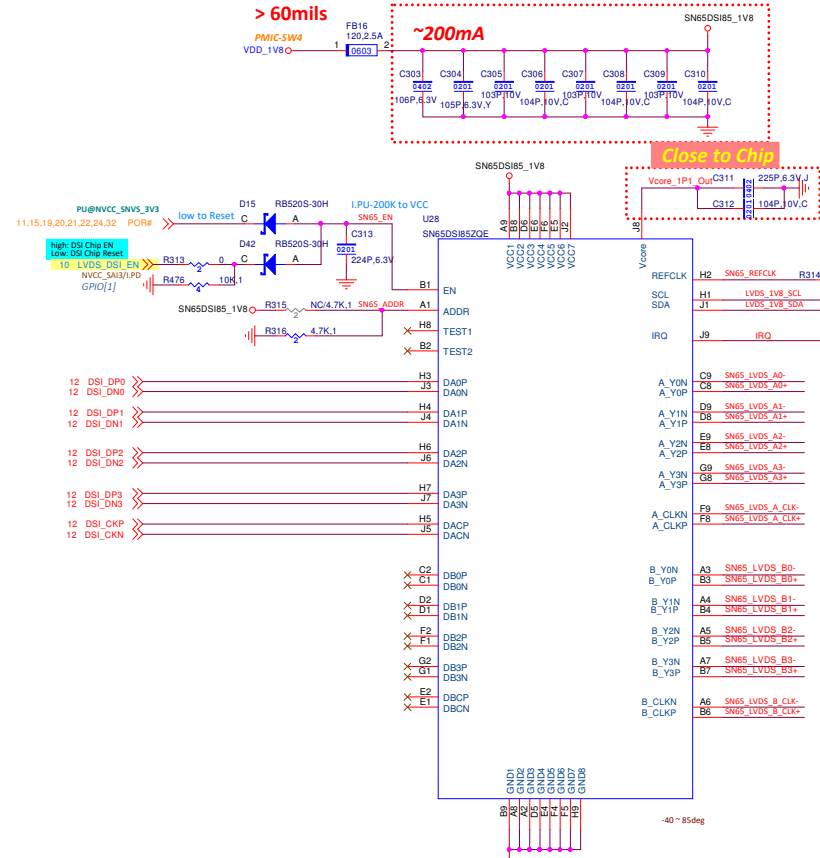 > 60mils
PMIC-SW4
VDD_1V8
FB16
120,2.5A
1 0603 2
~200mA
SN65DSI85_1V8
C303 C304 C305 C306 C307 C308 C309 C310
0402 0201 0201 0201 0201 0201 0201 0201
106P,6.3V 105P,6.3V,Y 103P,10V 104P,10V,C 103P,10V 104P,10V,C 103P,10V 104P,10V,C
Close to Chip
Vcore_1P1_Out
C311 225P,6.3V,J
0402
C312 104P,10V,C
0201
SN65DSI85_1V8
PU@NVCC_SNVS_3V3
11,15,19,20,21,22,24,32 POR#
low to Reset
D15 RB520S-30H
C A
I.PU-200K to VCC
SN65_EN
high: DSI Chip EN
Low: DSI Chip Reset
10 LVDS_DSI_EN
NVCC_SAI3/I.PD
GPIO[1]
R313 0
2
D42 RB520S-30H
C A
R476 10K,1
4
C313
0201
224P,6.3V
SN65DSI85_1V8
R315 NC/4.7K,1 SN65_ADDR
2
R316 4.7K,1
2
U28
SN65DSI85ZQE
A9 B8 D6 E6 F6 E5 J2 J8
VCC1 VCC2 VCC3 VCC4 VCC5 VCC6 VCC7 Vcore
B1 EN
A1 ADDR
H8 TEST1
B2 TEST2
12 DSI_DP0 H3 DA0P
12 DSI_DN0 J3 DA0N
12 DSI_DP1 H4 DA1P
12 DSI_DN1 J4 DA1N
12 DSI_DP2 H6 DA2P
12 DSI_DN2 J6 DA2N
12 DSI_DP3 H7 DA3P
12 DSI_DN3 J7 DA3N
12 DSI_CKP H5 DACP
12 DSI_CKN J5 DACN
C2 DB0P
C1 DB0N
D2 DB1P
D1 DB1N
F2 DB2P
F1 DB2N
G2 DB3P
G1 DB3N
E2 DBCP
E1 DBCN
REFCLK H2 SN65_REFCLK R314
SCL H1 LVDS_1V8_SCL
SDA J1 LVDS_1V8_SDA
IRQ J9 IRQ
A_Y0N C9 SN65_LVDS_A0-
A_Y0P C8 SN65_LVDS_A0+
A_Y1N D9 SN65_LVDS_A1-
A_Y1P D8 SN65_LVDS_A1+
A_Y2N E9 SN65_LVDS_A2-
A_Y2P E8 SN65_LVDS_A2+
A_Y3N G9 SN65_LVDS_A3-
A_Y3P G8 SN65_LVDS_A3+
A_CLKN F9 SN65_LVDS_A_CLK-
A_CLKP F8 SN65_LVDS_A_CLK+
B_Y0N A3 SN65_LVDS_B0-
B_Y0P B3 SN65_LVDS_B0+
B_Y1N A4 SN65_LVDS_B1-
B_Y1P B4 SN65_LVDS_B1+
B_Y2N A5 SN65_LVDS_B2-
B_Y2P B5 SN65_LVDS_B2+
B_Y3N A7 SN65_LVDS_B3-
B_Y3P B7 SN65_LVDS_B3+
B_CLKN A6 SN65_LVDS_B_CLK-
B_CLKP B6 SN65_LVDS_B_CLK+
GND1 GND2 GND3 GND4 GND5 GND6 GND7 GND8
B9 A8 A2 D5 E4 F4 F5 H9
-40 ~ 85deg